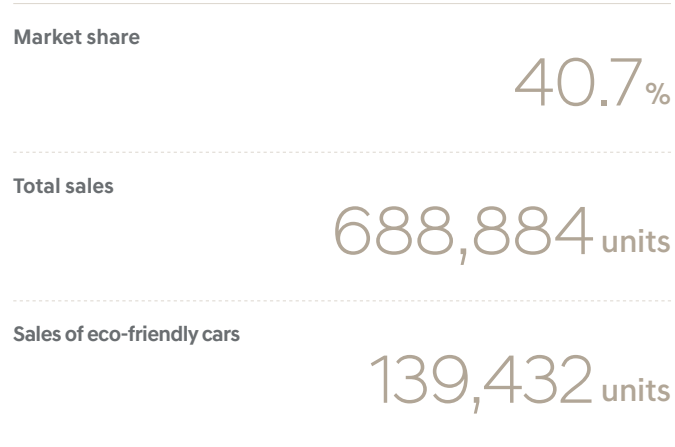 Market share
40.7%
Total sales
688,884 units
Sales of eco-friendly cars
139,432 units